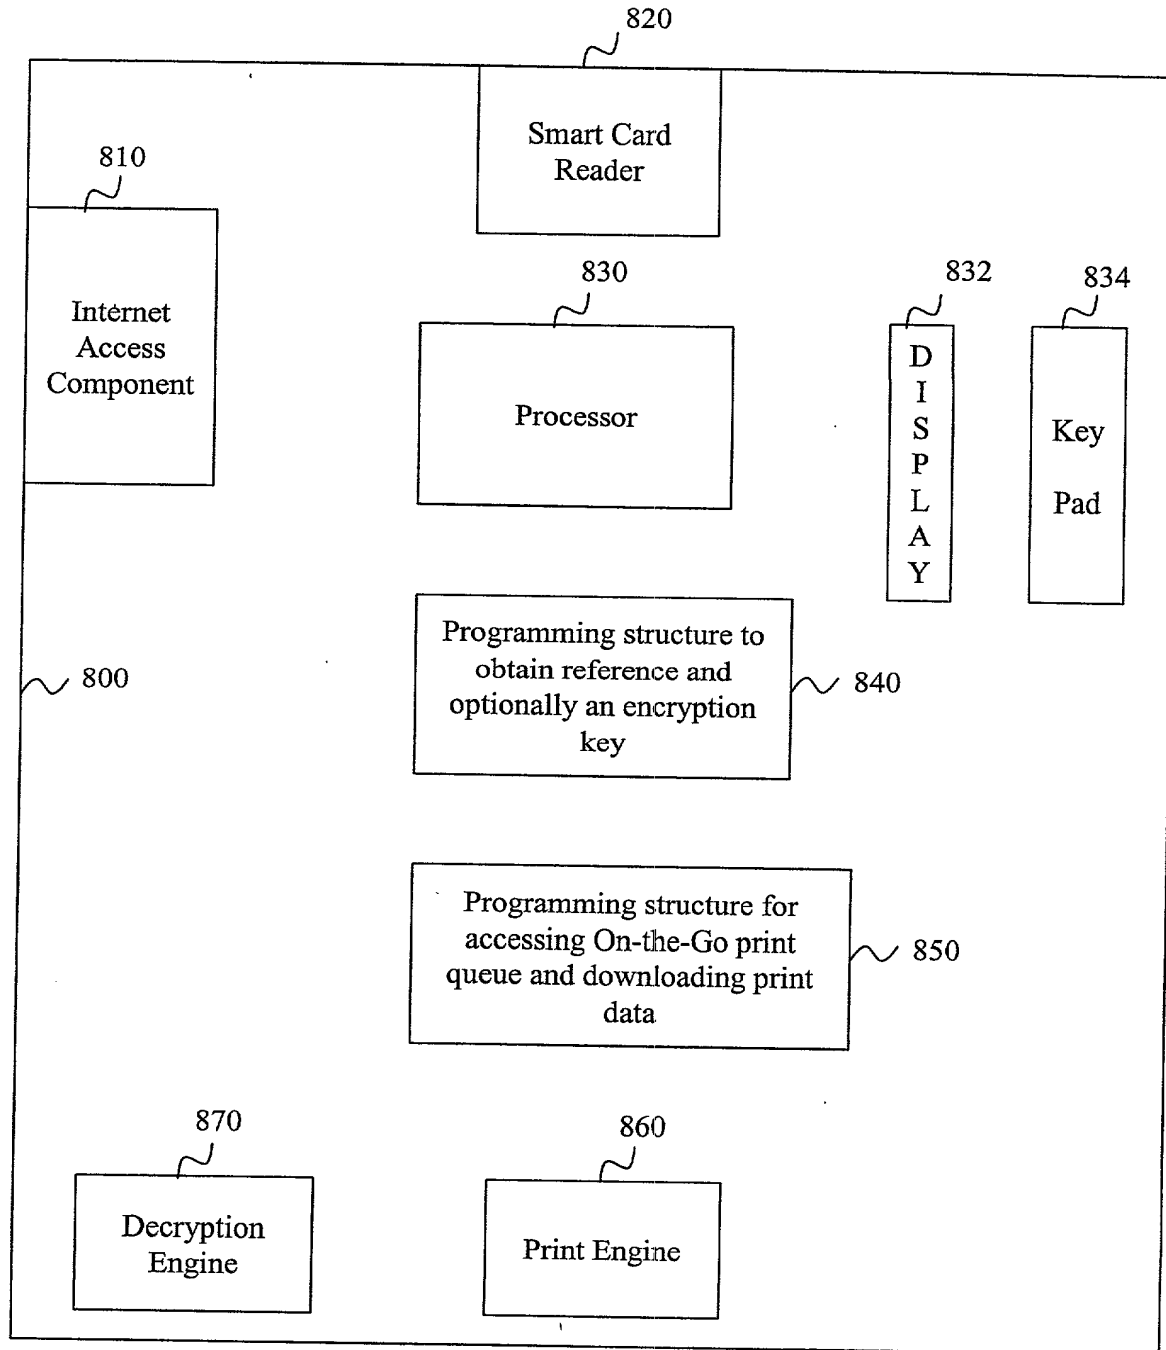 820
Smart Card
Reader
810
Internet
Access
Component
830
Processor
832
D
I
S
P
L
A
Y
834
Key
Pad
800
Programming structure to
obtain reference and
optionally an encryption
key
840
Programming structure for
accessing On-the-Go print
queue and downloading print
data
850
870
Decryption
Engine
860
Print Engine